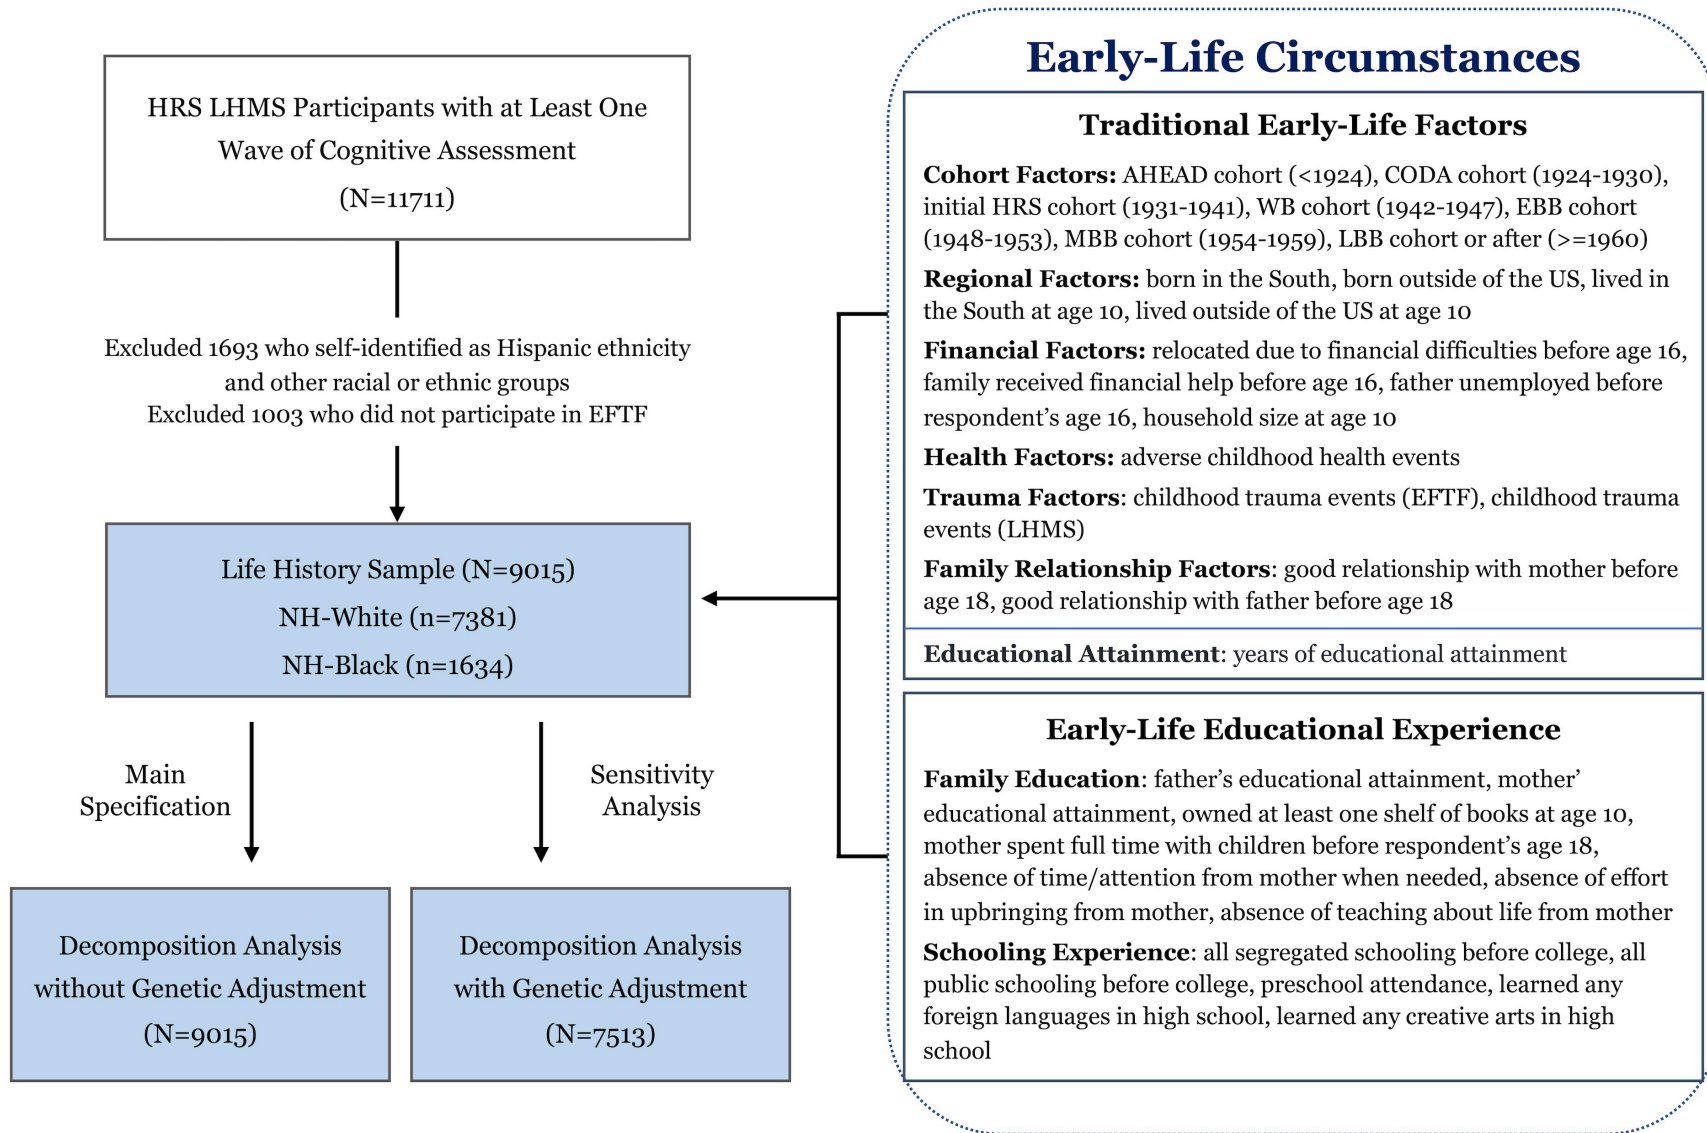 HRS LHMS Participants with at Least One
Wave of Cognitive Assessment
(N=11711)
Excluded 1693 who self-identified as Hispanic ethnicity
and other racial or ethnic groups
Excluded 1003 who did not participate in EFTF
Life History Sample (N=9015)
NH-White (n=7381)
NH-Black (n=1634)
Main
Specification
Sensitivity
Analysis
Decomposition Analysis
without Genetic Adjustment
(N=9015)
Decomposition Analysis
with Genetic Adjustment
(N=7513)
Early-Life Circumstances
Traditional Early-Life Factors
Cohort Factors: AHEAD cohort (<1924), CODA cohort (1924-1930),
initial HRS cohort (1931-1941), WB cohort (1942-1947), EBB cohort
(1948-1953), MBB cohort (1954-1959), LBB cohort or after (>=1960)
Regional Factors: born in the South, born outside of the US, lived in
the South at age 10, lived outside of the US at age 10
Financial Factors: relocated due to financial difficulties before age 16,
family received financial help before age 16, father unemployed before
respondent’s age 16, household size at age 10
Health Factors: adverse childhood health events
Trauma Factors: childhood trauma events (EFTF), childhood trauma
events (LHMS)
Family Relationship Factors: good relationship with mother before
age 18, good relationship with father before age 18
Educational Attainment: years of educational attainment
Early-Life Educational Experience
Family Education: father’s educational attainment, mother’
educational attainment, owned at least one shelf of books at age 10,
mother spent full time with children before respondent’s age 18,
absence of time/attention from mother when needed, absence of effort
in upbringing from mother, absence of teaching about life from mother
Schooling Experience: all segregated schooling before college, all
public schooling before college, preschool attendance, learned any
foreign languages in high school, learned any creative arts in high
school